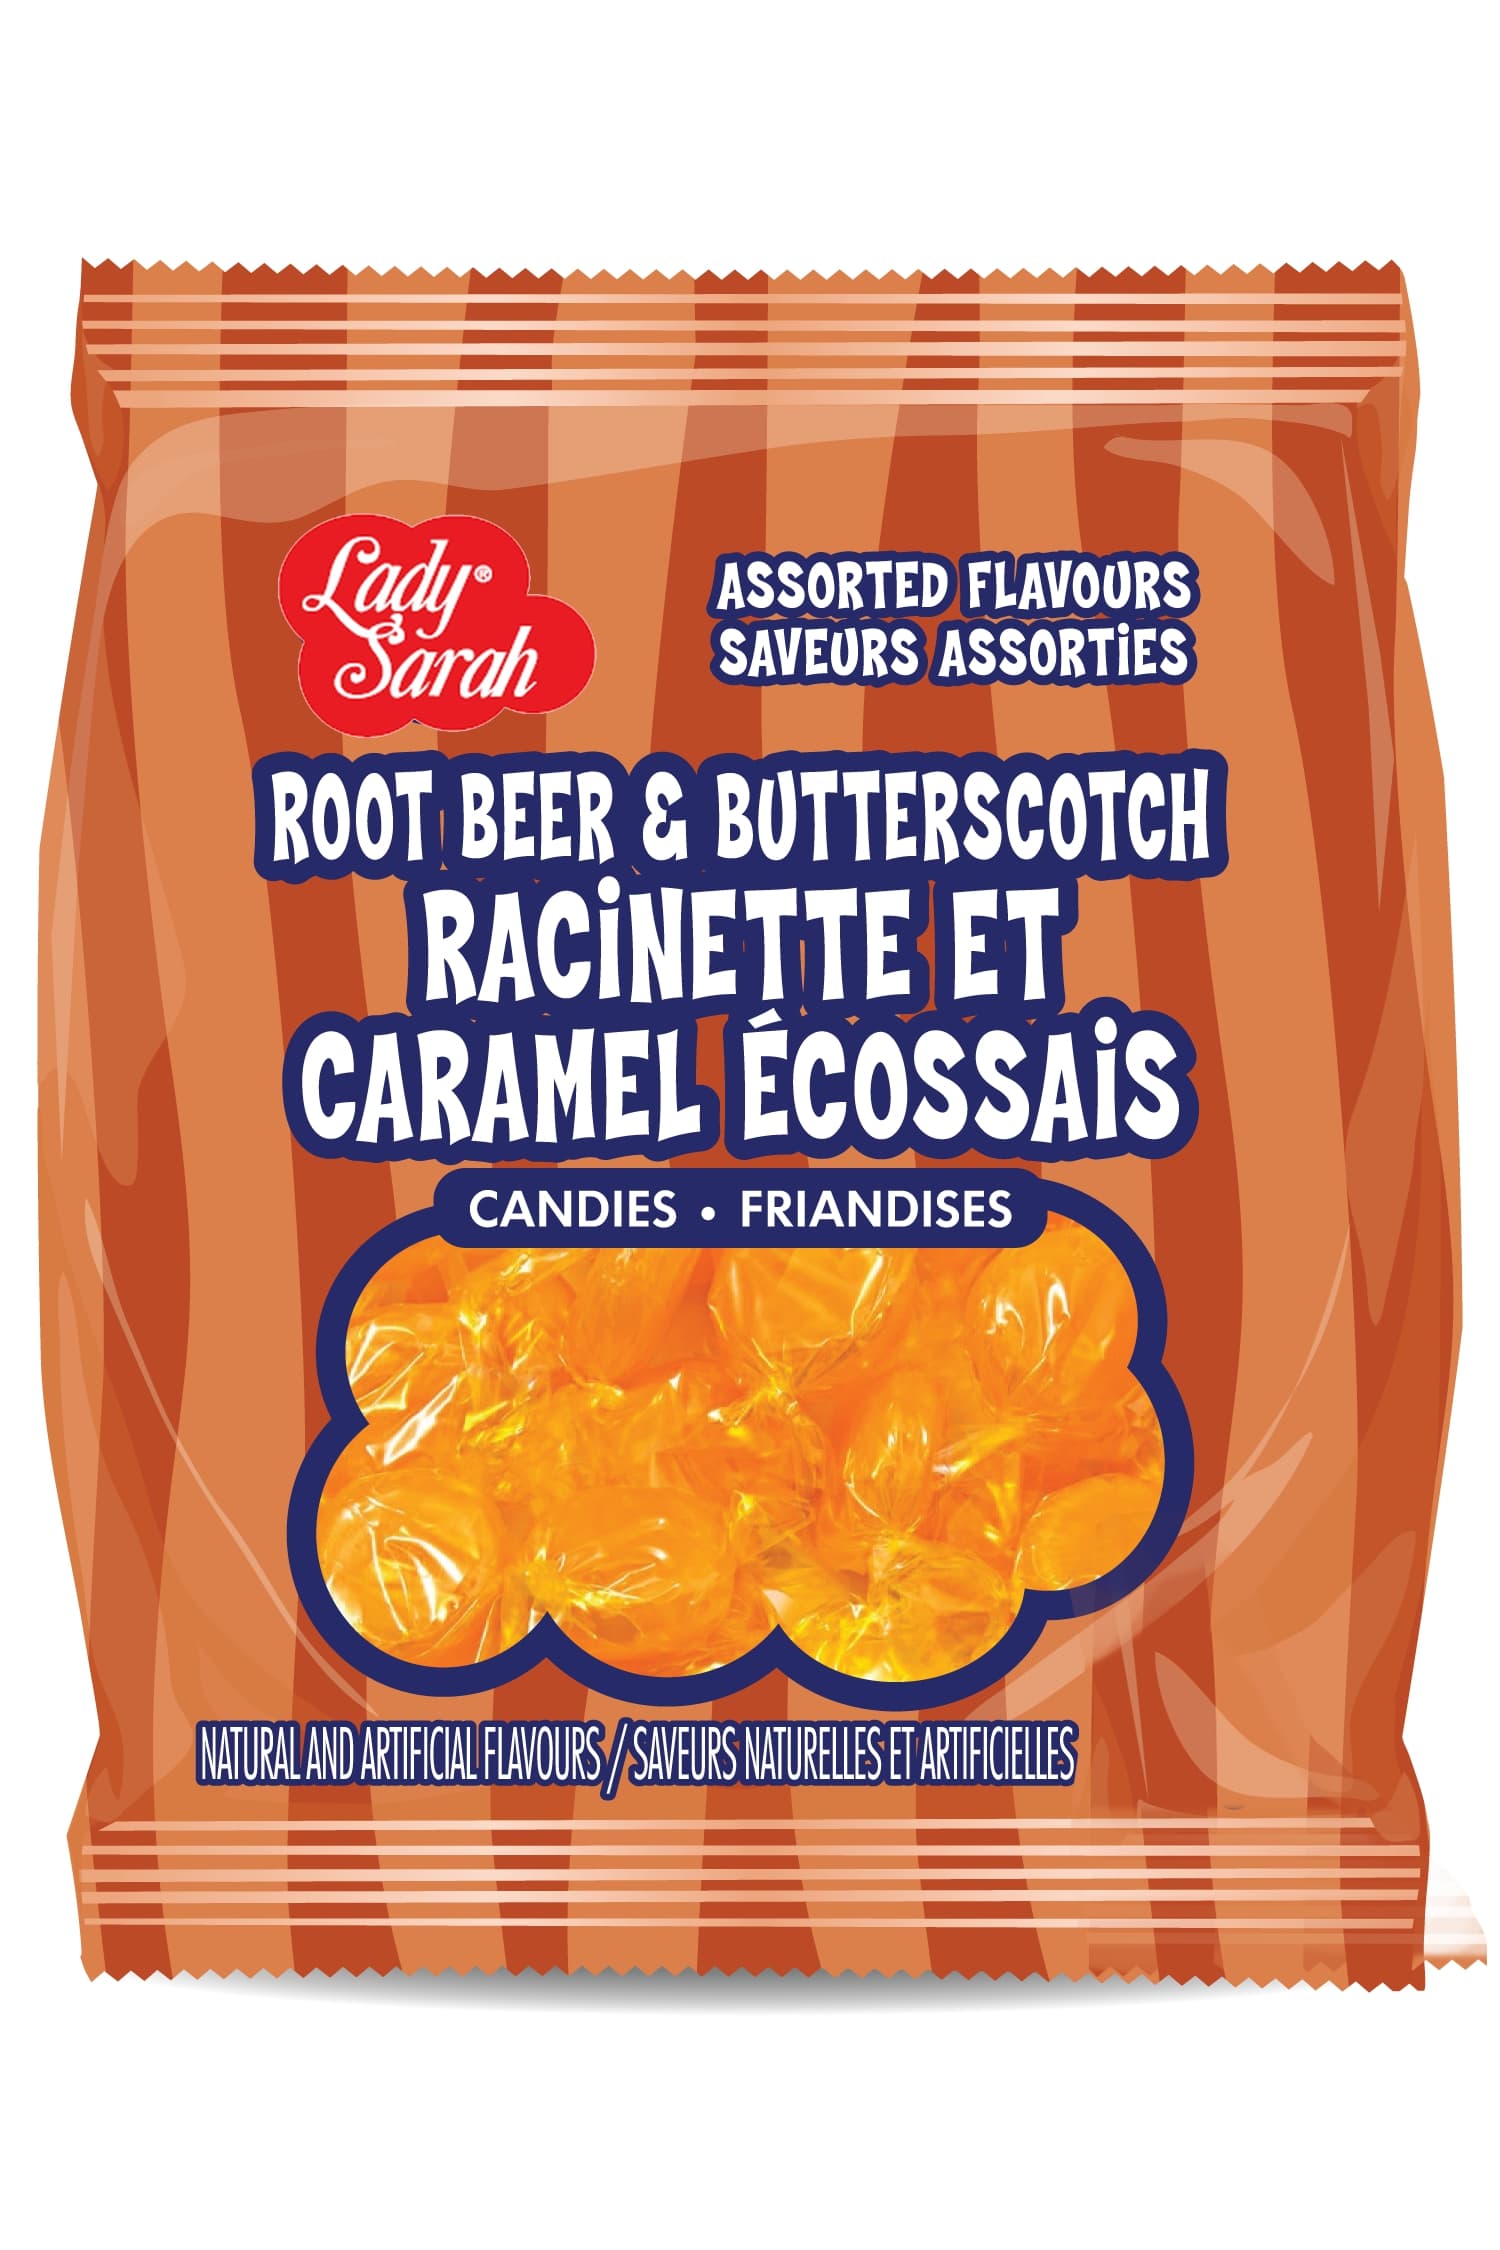 Lady®
Sarah
ASSORTED FLAVOURS
SAVEURS ASSORTiES
ROOT BEER & BUTTERSCOTCH
RACiNETTE ET
CARAMEL ÉCOSSAiS
CANDIES • FRIANDISES
NATURAL AND ARTIFICIAL FLAVOURS / SAVEURS NATURELLES ET ARTIFICIELLES